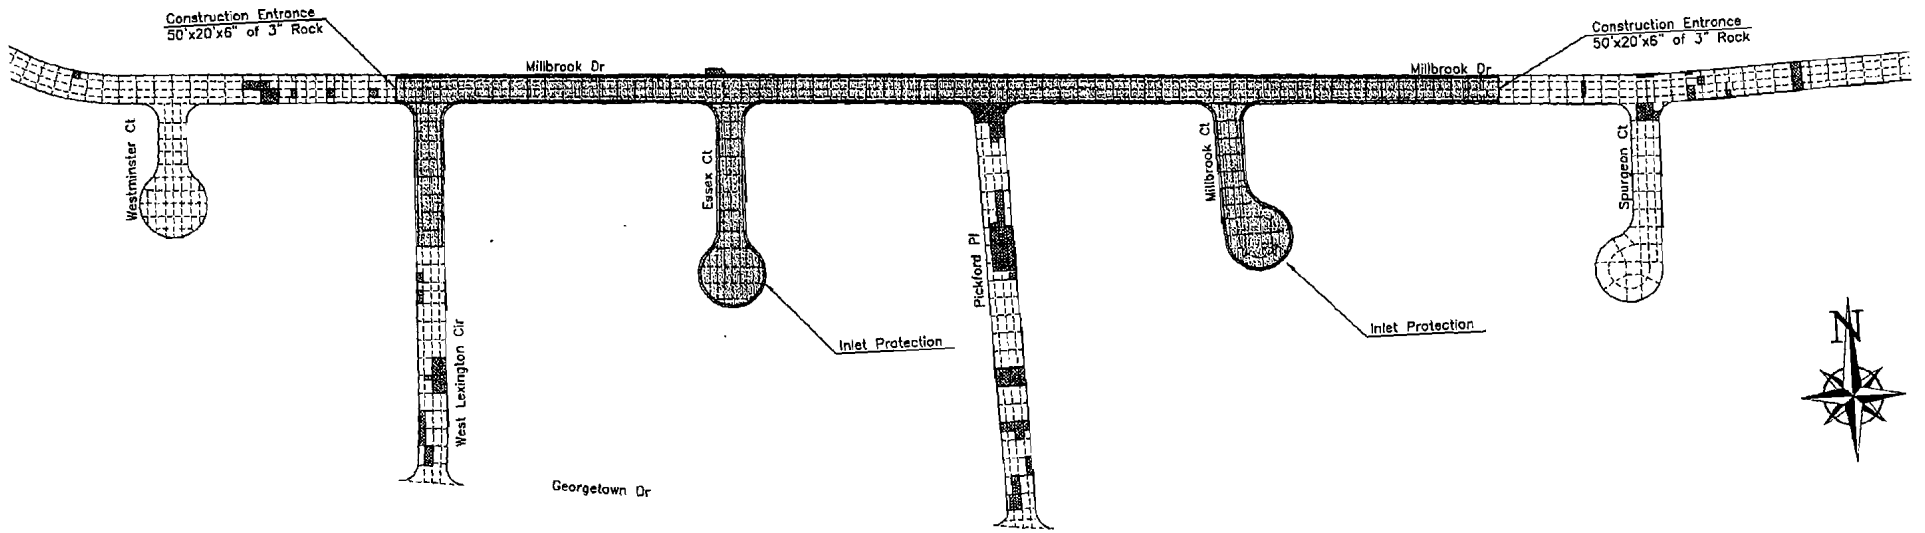 Construction Entrance
50'x20'x6" of 3" Rock
Construction Entrance
50'x20'x6" of 3" Rock
Millbrook Dr
Millbrook Dr
Westminster Ct
Essex Ct
Millbrook Ct
Spurgeon Ct
Pickford Pl
West Lexington Cir
Inlet Protection
Inlet Protection
N
Georgetown Dr